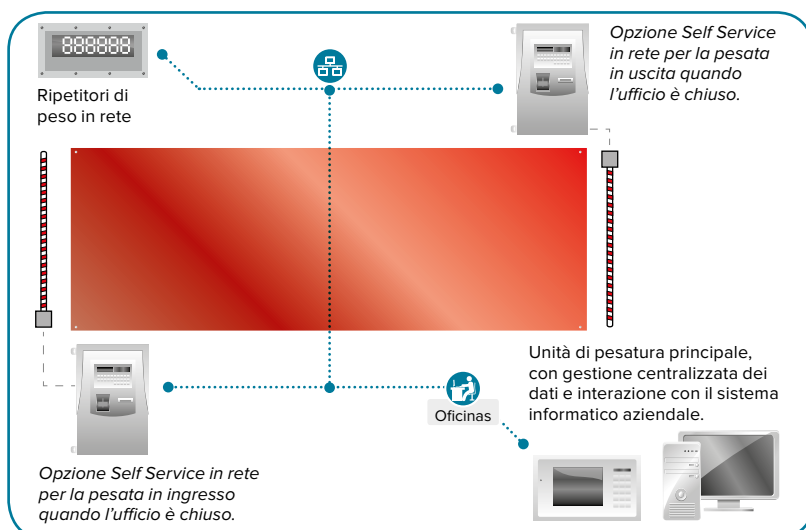 888888
Ripetitori di
peso in rete
Opzione Self Service
in rete per la pesata
in uscita quando
l’ufficio è chiuso.
Unità di pesatura principale,
con gestione centralizzata dei
dati e interazione con il sistema
informatico aziendale.
Oficinas
Opzione Self Service in rete
per la pesata in ingresso
quando l’ufficio è chiuso.